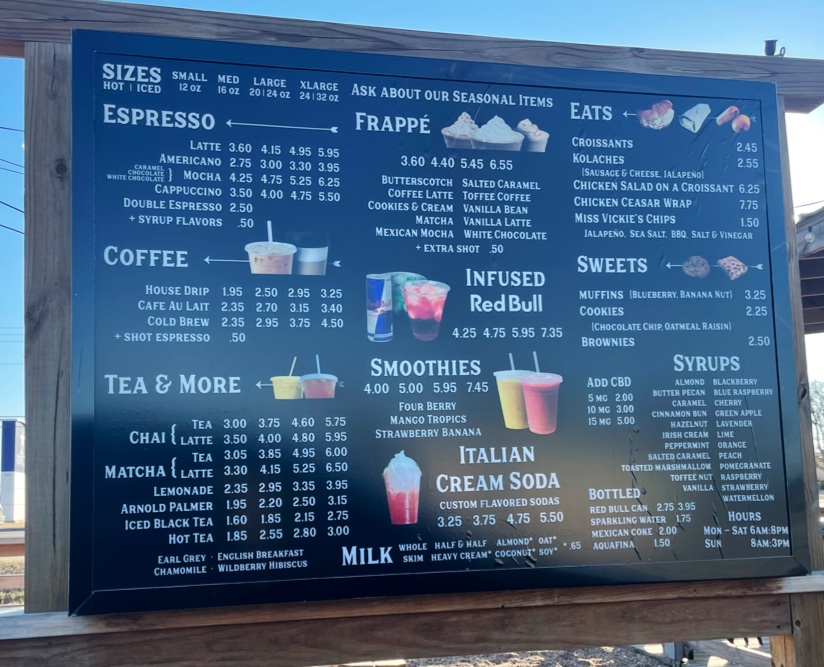 SIZES SMALL MED LARGE XLARGE
HOT | ICED 12 OZ 16 OZ 20|24 OZ 24|32 OZ
ESPRESSO
LATTE 3.60 4.15 4.95 5.95
AMERICANO 2.75 3.00 3.30 3.95
CARAMEL
CHOCOLATE
WHITE CHOCOLATE
MOCHA 4.25 4.75 5.25 6.25
CAPPUCCINO 3.50 4.00 4.75 5.50
DOUBLE ESPRESSO 2.50
+ SYRUP FLAVORS .50
COFFEE
HOUSE DRIP 1.95 2.50 2.95 3.25
CAFE AU LAIT 2.35 2.70 3.15 3.40
COLD BREW 2.35 2.95 3.75 4.50
+ SHOT ESPRESSO .50
TEA & MORE
CHAI { TEA 3.00 3.75 4.60 5.75
LATTE 3.50 4.00 4.80 5.95
MATCHA { TEA 3.05 3.85 4.95 6.00
LATTE 3.30 4.15 5.25 6.50
LEMONADE 2.35 2.95 3.35 3.95
ARNOLD PALMER 1.95 2.20 2.50 3.15
ICED BLACK TEA 1.60 1.85 2.15 2.75
HOT TEA 1.85 2.55 2.80 3.00
EARL GREY · ENGLISH BREAKFAST
CHAMOMILE · WILDBERRY HIBISCUS
ASK ABOUT OUR SEASONAL ITEMS
FRAPPÉ
3.60 4.40 5.45 6.55
BUTTERSCOTCH SALTED CARAMEL
COFFEE LATTE TOFFEE COFFEE
COOKIES & CREAM VANILLA BEAN
MATCHA VANILLA LATTE
MEXICAN MOCHA WHITE CHOCOLATE
+ EXTRA SHOT .50
INFUSED
RedBull
4.25 4.75 5.95 7.35
SMOOTHIES
4.00 5.00 5.95 7.45
FOUR BERRY
MANGO TROPICS
STRAWBERRY BANANA
ITALIAN
CREAM SODA
CUSTOM FLAVORED SODAS
3.25 3.75 4.75 5.50
MILK WHOLE HALF & HALF ALMOND* OAT* * .65
SKIM HEAVY CREAM* COCONUT* SOY*
EATS
CROISSANTS 2.45
KOLACHES 2.55
(SAUSAGE & CHEESE, JALAPEÑO)
CHICKEN SALAD ON A CROISSANT 6.25
CHICKEN CEASAR WRAP 7.75
MISS VICKIE'S CHIPS 1.50
JALAPEÑO, SEA SALT, BBQ, SALT & VINEGAR
SWEETS
MUFFINS (BLUEBERRY, BANANA NUT) 3.25
COOKIES 2.25
(CHOCOLATE CHIP, OATMEAL RAISIN)
BROWNIES 2.50
ADD CBD
5 MG 2.00
10 MG 3.00
15 MG 5.00
SYRUPS
ALMOND BLACKBERRY
BUTTER PECAN BLUE RASPBERRY
CARAMEL CHERRY
CINNAMON BUN GREEN APPLE
HAZELNUT LAVENDER
IRISH CREAM LIME
PEPPERMINT ORANGE
SALTED CARAMEL PEACH
TOASTED MARSHMALLOW POMEGRANATE
TOFFEE NUT RASPBERRY
VANILLA STRAWBERRY
WATERMELON
BOTTLED
RED BULL CAN 2.75 3.95
SPARKLING WATER 1.75
MEXICAN COKE 2.00
AQUAFINA 1.50
HOURS
MON - SAT 6AM:8PM
SUN 8AM:3PM